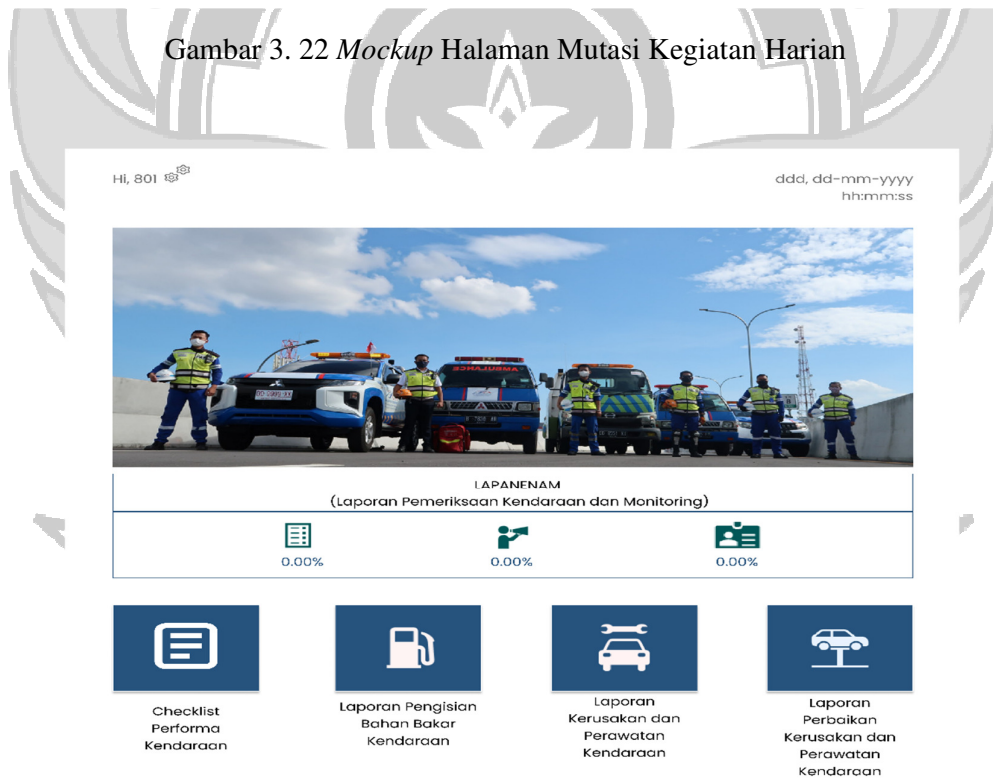 Gambar 3. 22 Mockup Halaman Mutasi Kegiatan Harian
Hi, 801
ddd, dd-mm-yyyy
hh:mm:ss
AMBULANCE
LAPANENAM
(Laporan Pemeriksaan Kendaraan dan Monitoring)
0.00%
0.00%
0.00%
Checklist
Performa
Kendaraan
Laporan Pengisian
Bahan Bakar
Kendaraan
Laporan
Kerusakan dan
Perawatan
Kendaraan
Laporan
Perbaikan
Kerusakan dan
Perawatan
Kendaraan